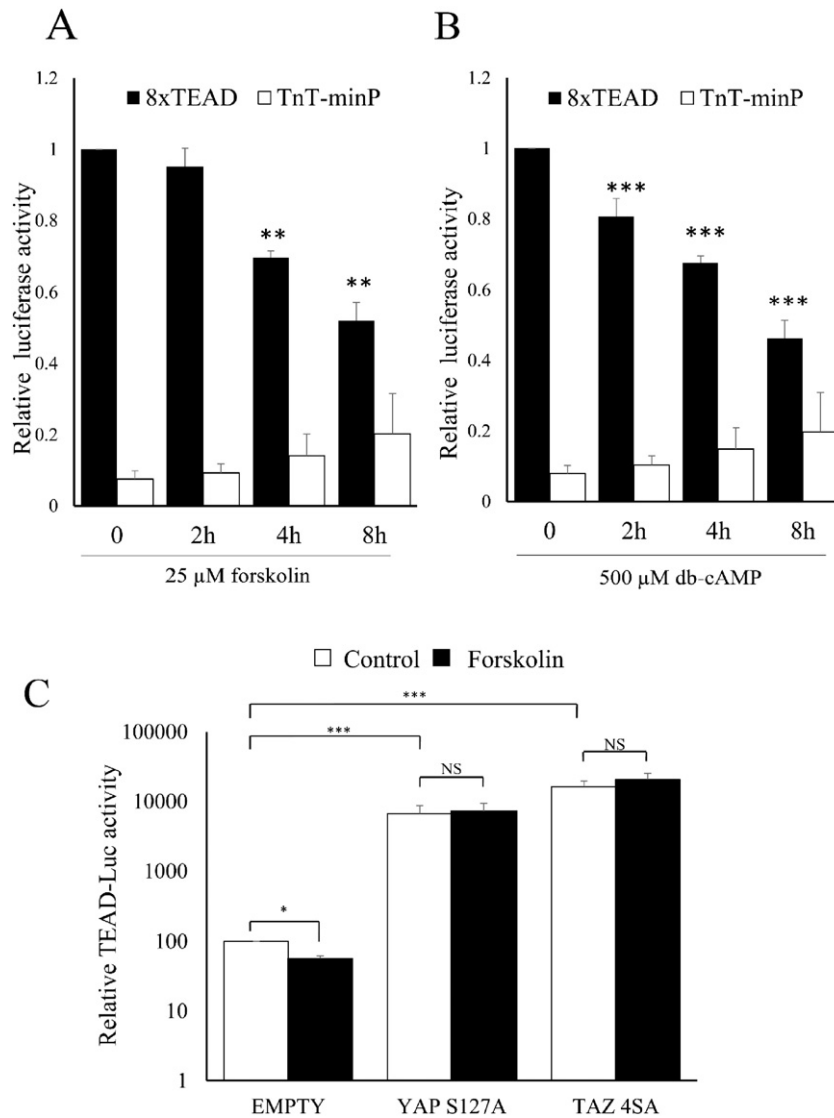 A
1.2
■ 8xTEAD □ TnT-minP
1
0.8
0.6
0.4
0.2
0
Relative luciferase activity
**
**
0 2h 4h 8h
25 µM forskolin
B
1.2
■ 8xTEAD □ TnT-minP
1
0.8
0.6
0.4
0.2
0
Relative luciferase activity
***
***
***
0 2h 4h 8h
500 µM db-cAMP
C
□ Control ■ Forskolin
100000
10000
1000
100
10
1
Relative TEAD-Luc activity
***
***
NS
NS
*
EMPTY YAP S127A TAZ 4SA